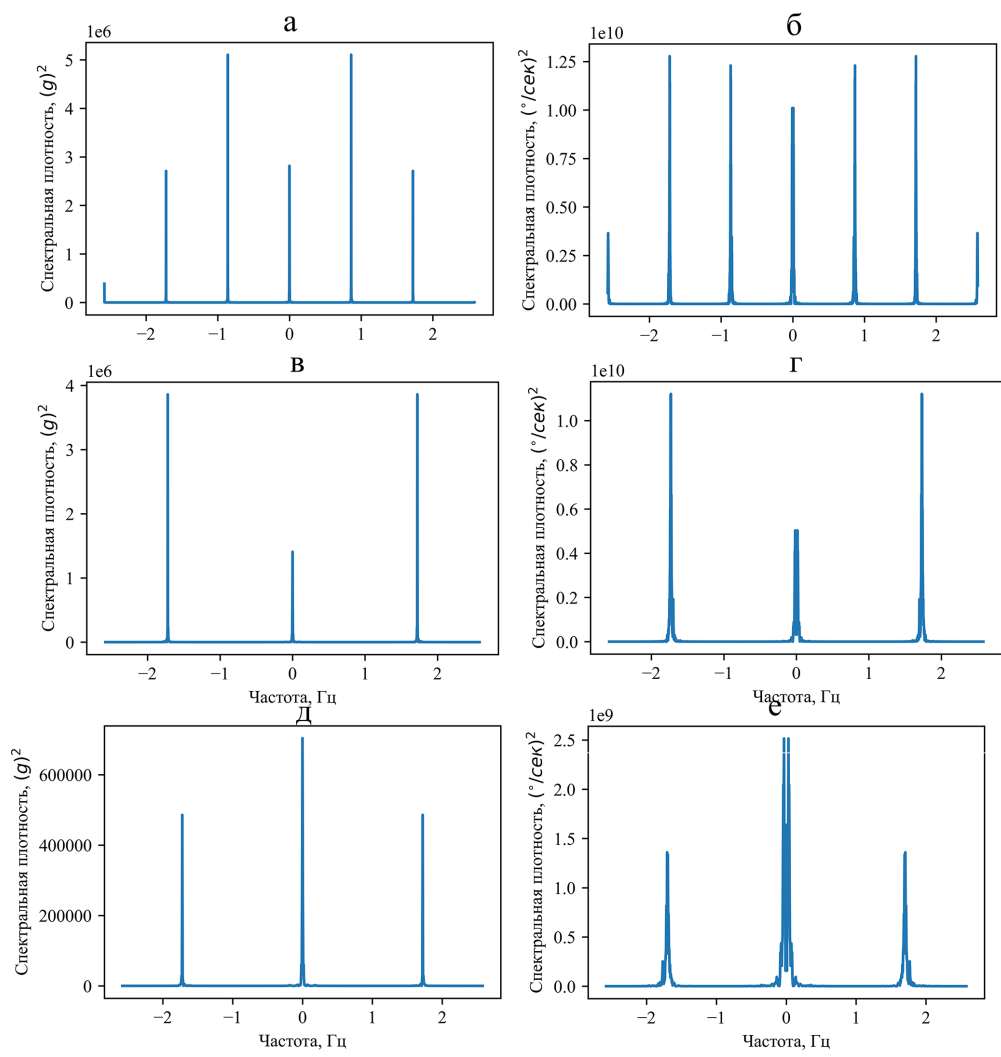 а
1e6
Спектральная плотность, (g)²
5
4
3
2
1
0
−2 −1 0 1 2
б
1e10
Спектральная плотность, (˚/сек)²
1.25
1.00
0.75
0.50
0.25
0.00
−2 −1 0 1 2
в
1e6
Спектральная плотность, (g)²
4
3
2
1
0
−2 −1 0 1 2
Частота, Гц
г
1e10
Спектральная плотность, (˚/сек)²
1.0
0.8
0.6
0.4
0.2
0.0
−2 −1 0 1 2
Частота, Гц
д
Спектральная плотность, (g)²
600000
400000
200000
0
−2 −1 0 1 2
Частота, Гц
е
1e9
Спектральная плотность, (˚/сек)²
2.5
2.0
1.5
1.0
0.5
0.0
−2 −1 0 1 2
Частота, Гц